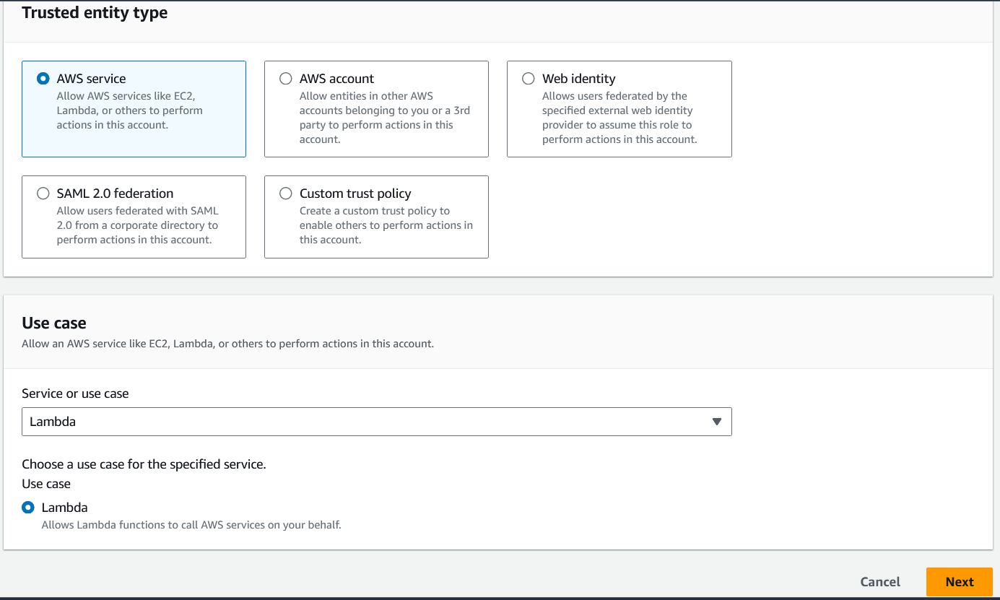 Trusted entity type
AWS service
Allow AWS services like EC2,
Lambda, or others to perform
actions in this account.
AWS account
Allow entities in other AWS
accounts belonging to you or a 3rd
party to perform actions in this
account.
Web identity
Allows users federated by the
specified external web identity
provider to assume this role to
perform actions in this account.
SAML 2.0 federation
Allow users federated with SAML
2.0 from a corporate directory to
perform actions in this account.
Custom trust policy
Create a custom trust policy to
enable others to perform actions in
this account.
Use case
Allow an AWS service like EC2, Lambda, or others to perform actions in this account.
Service or use case
Lambda
Choose a use case for the specified service.
Use case
Lambda
Allows Lambda functions to call AWS services on your behalf.
Cancel
Next